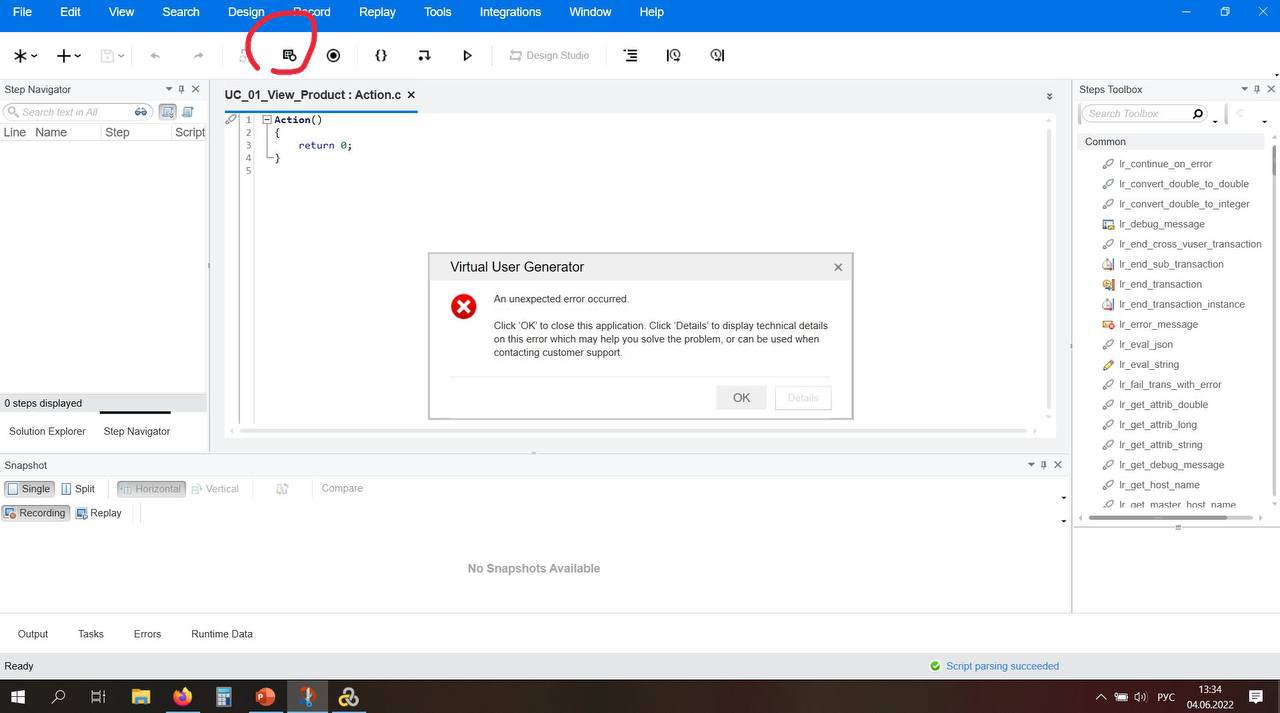 File Edit View Search Design Record Replay Tools Integrations Window Help
Design Studio
Step Navigator
Search text in All
Line Name Step Script
0 steps displayed
Solution Explorer Step Navigator
UC_01_View_Product : Action.c
1 Action()
2 {
3 return 0;
4 }
5
Virtual User Generator
An unexpected error occurred.
Click 'OK' to close this application. Click 'Details' to display technical details
on this error which may help you solve the problem, or can be used when
contacting customer support.
OK Details
Steps Toolbox
Search Toolbox
Common
lr_continue_on_error
lr_convert_double_to_double
lr_convert_double_to_integer
lr_debug_message
lr_end_cross_vuser_transaction
lr_end_sub_transaction
lr_end_transaction
lr_end_transaction_instance
lr_error_message
lr_eval_json
lr_eval_string
lr_fail_trans_with_error
lr_get_attrib_double
lr_get_attrib_long
lr_get_attrib_string
lr_get_debug_message
lr_get_host_name
lr_get_master_host_name
Snapshot
Single Split Horizontal Vertical Compare
Recording Replay
No Snapshots Available
Output Tasks Errors Runtime Data
Ready Script parsing succeeded
РУС 13:34
04.06.2022